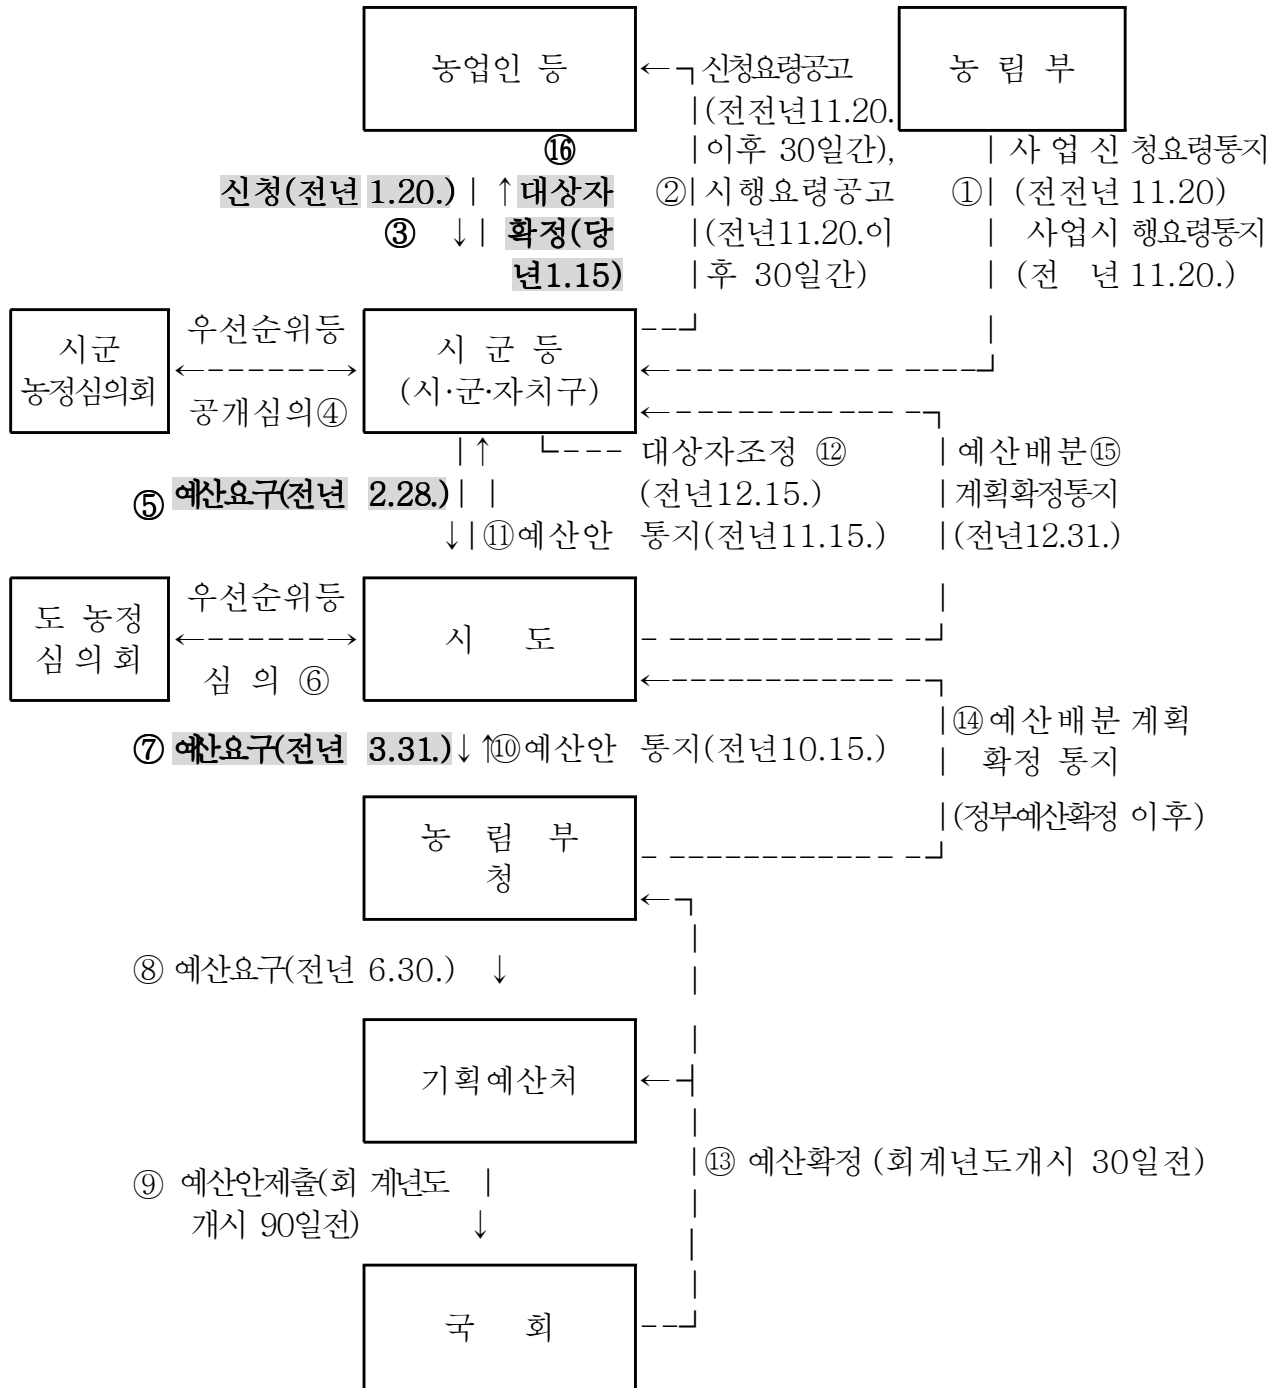 농업인 등
신청요령공고
농 림 부
(전전년11.20.
⑯
이후 30일간),
사 업 신 청요령통지
신청(전년 1.20.)
↑대상자
②
시행요령공고
①
(전전년 11.20)
③
확정(당
(전년11.20.이
사업시 행요령통지
년1.15)
후 30일간)
(전 년 11.20.)
시군
농정심의회
우선순위등
공개심의④
시 군 등
(시·군·자치구)
대상자조정 ⑫
(전년12.15.)
예산배분⑮
계획확정통지
(전년12.31.)
⑤ 예산요구(전년 2.28.)
⑪예산안 통지(전년11.15.)
도 농정
심 의 회
우선순위등
심 의 ⑥
시 도
⑦ 예산요구(전년 3.31.)
⑩예산안 통지(전년10.15.)
⑭예산배분 계획
확정 통지
(정부예산확정 이후)
농 림 부
청
⑧ 예산요구(전년 6.30.)
기획예산처
⑬ 예산확정 (회계년도개시 30일전)
⑨ 예산안제출(회 계년도
개시 90일전)
국 회